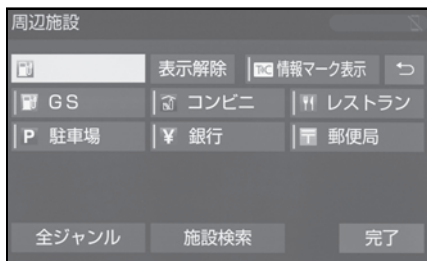 周辺施設
表示解除 TMC 情報マーク表示
GS コンビニ レストラン
P 駐車場 ¥ 銀行 〒 郵便局
全ジャンル 施設検索 完了